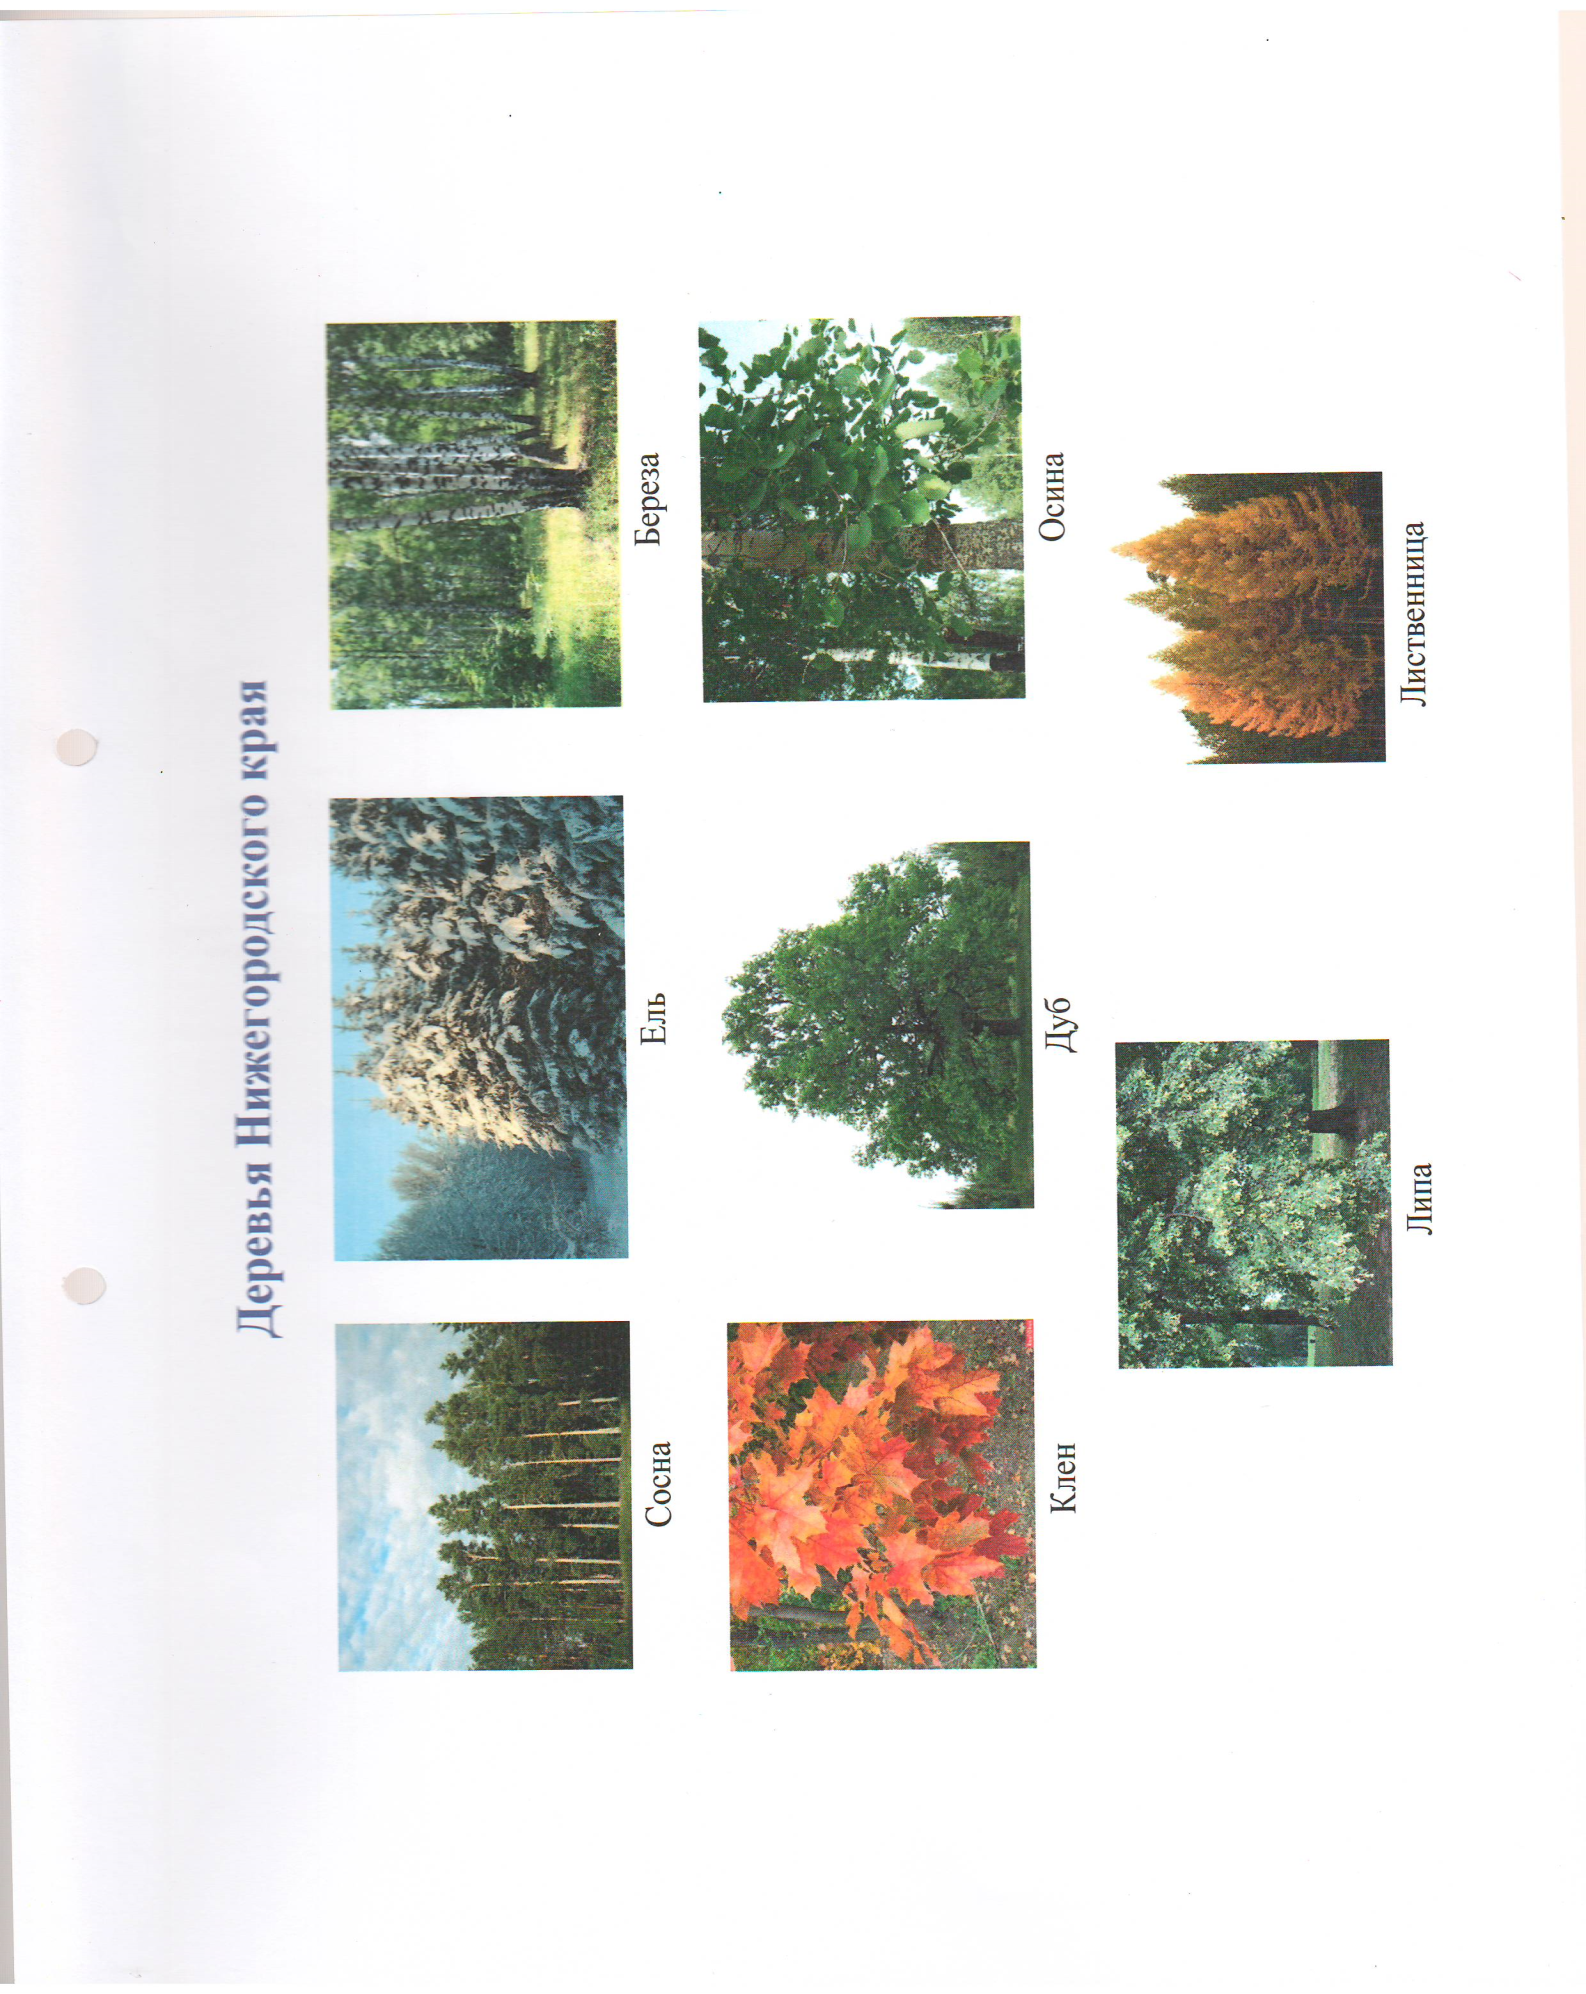 Деревья Нижегородского края
Сосна
Ель
Береза
Клен
Дуб
Осина
Липа
Лиственница